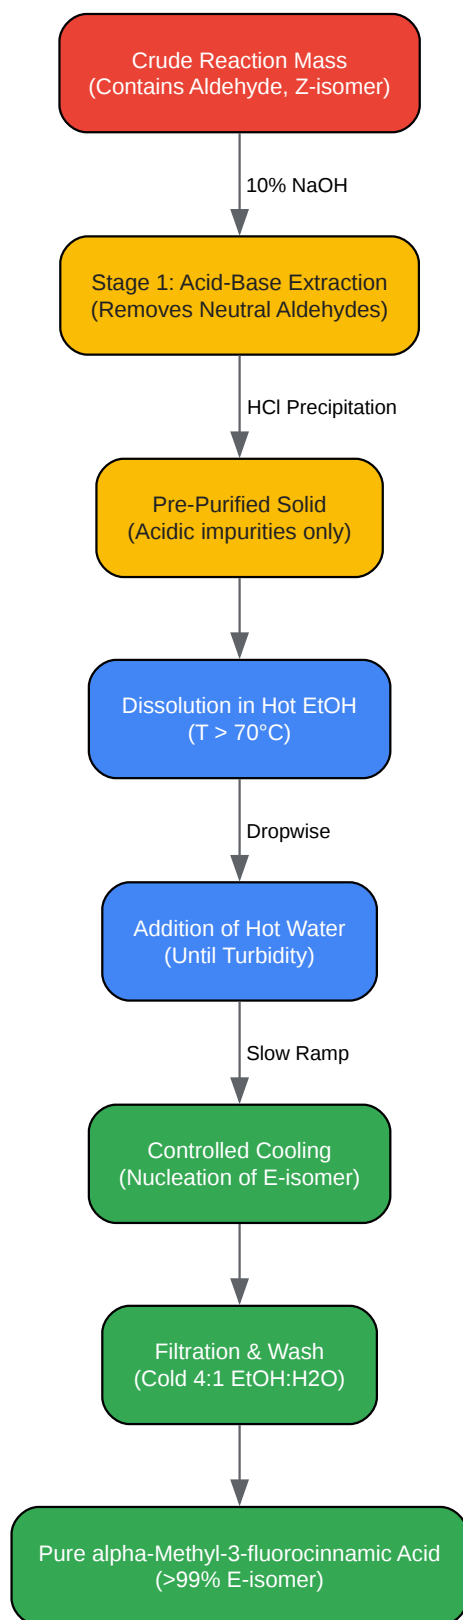 Crude Reaction Mass
(Contains Aldehyde, Z-isomer)
10% NaOH
Stage 1: Acid-Base Extraction
(Removes Neutral Aldehydes)
HCl Precipitation
Pre-Purified Solid
(Acidic impurities only)
Dissolution in Hot EtOH
(T > 70°C)
Dropwise
Addition of Hot Water
(Until Turbidity)
Slow Ramp
Controlled Cooling
(Nucleation of E-isomer)
Filtration & Wash
(Cold 4:1 EtOH:H2O)
Pure alpha-Methyl-3-fluorocinnamic Acid
(>99% E-isomer)